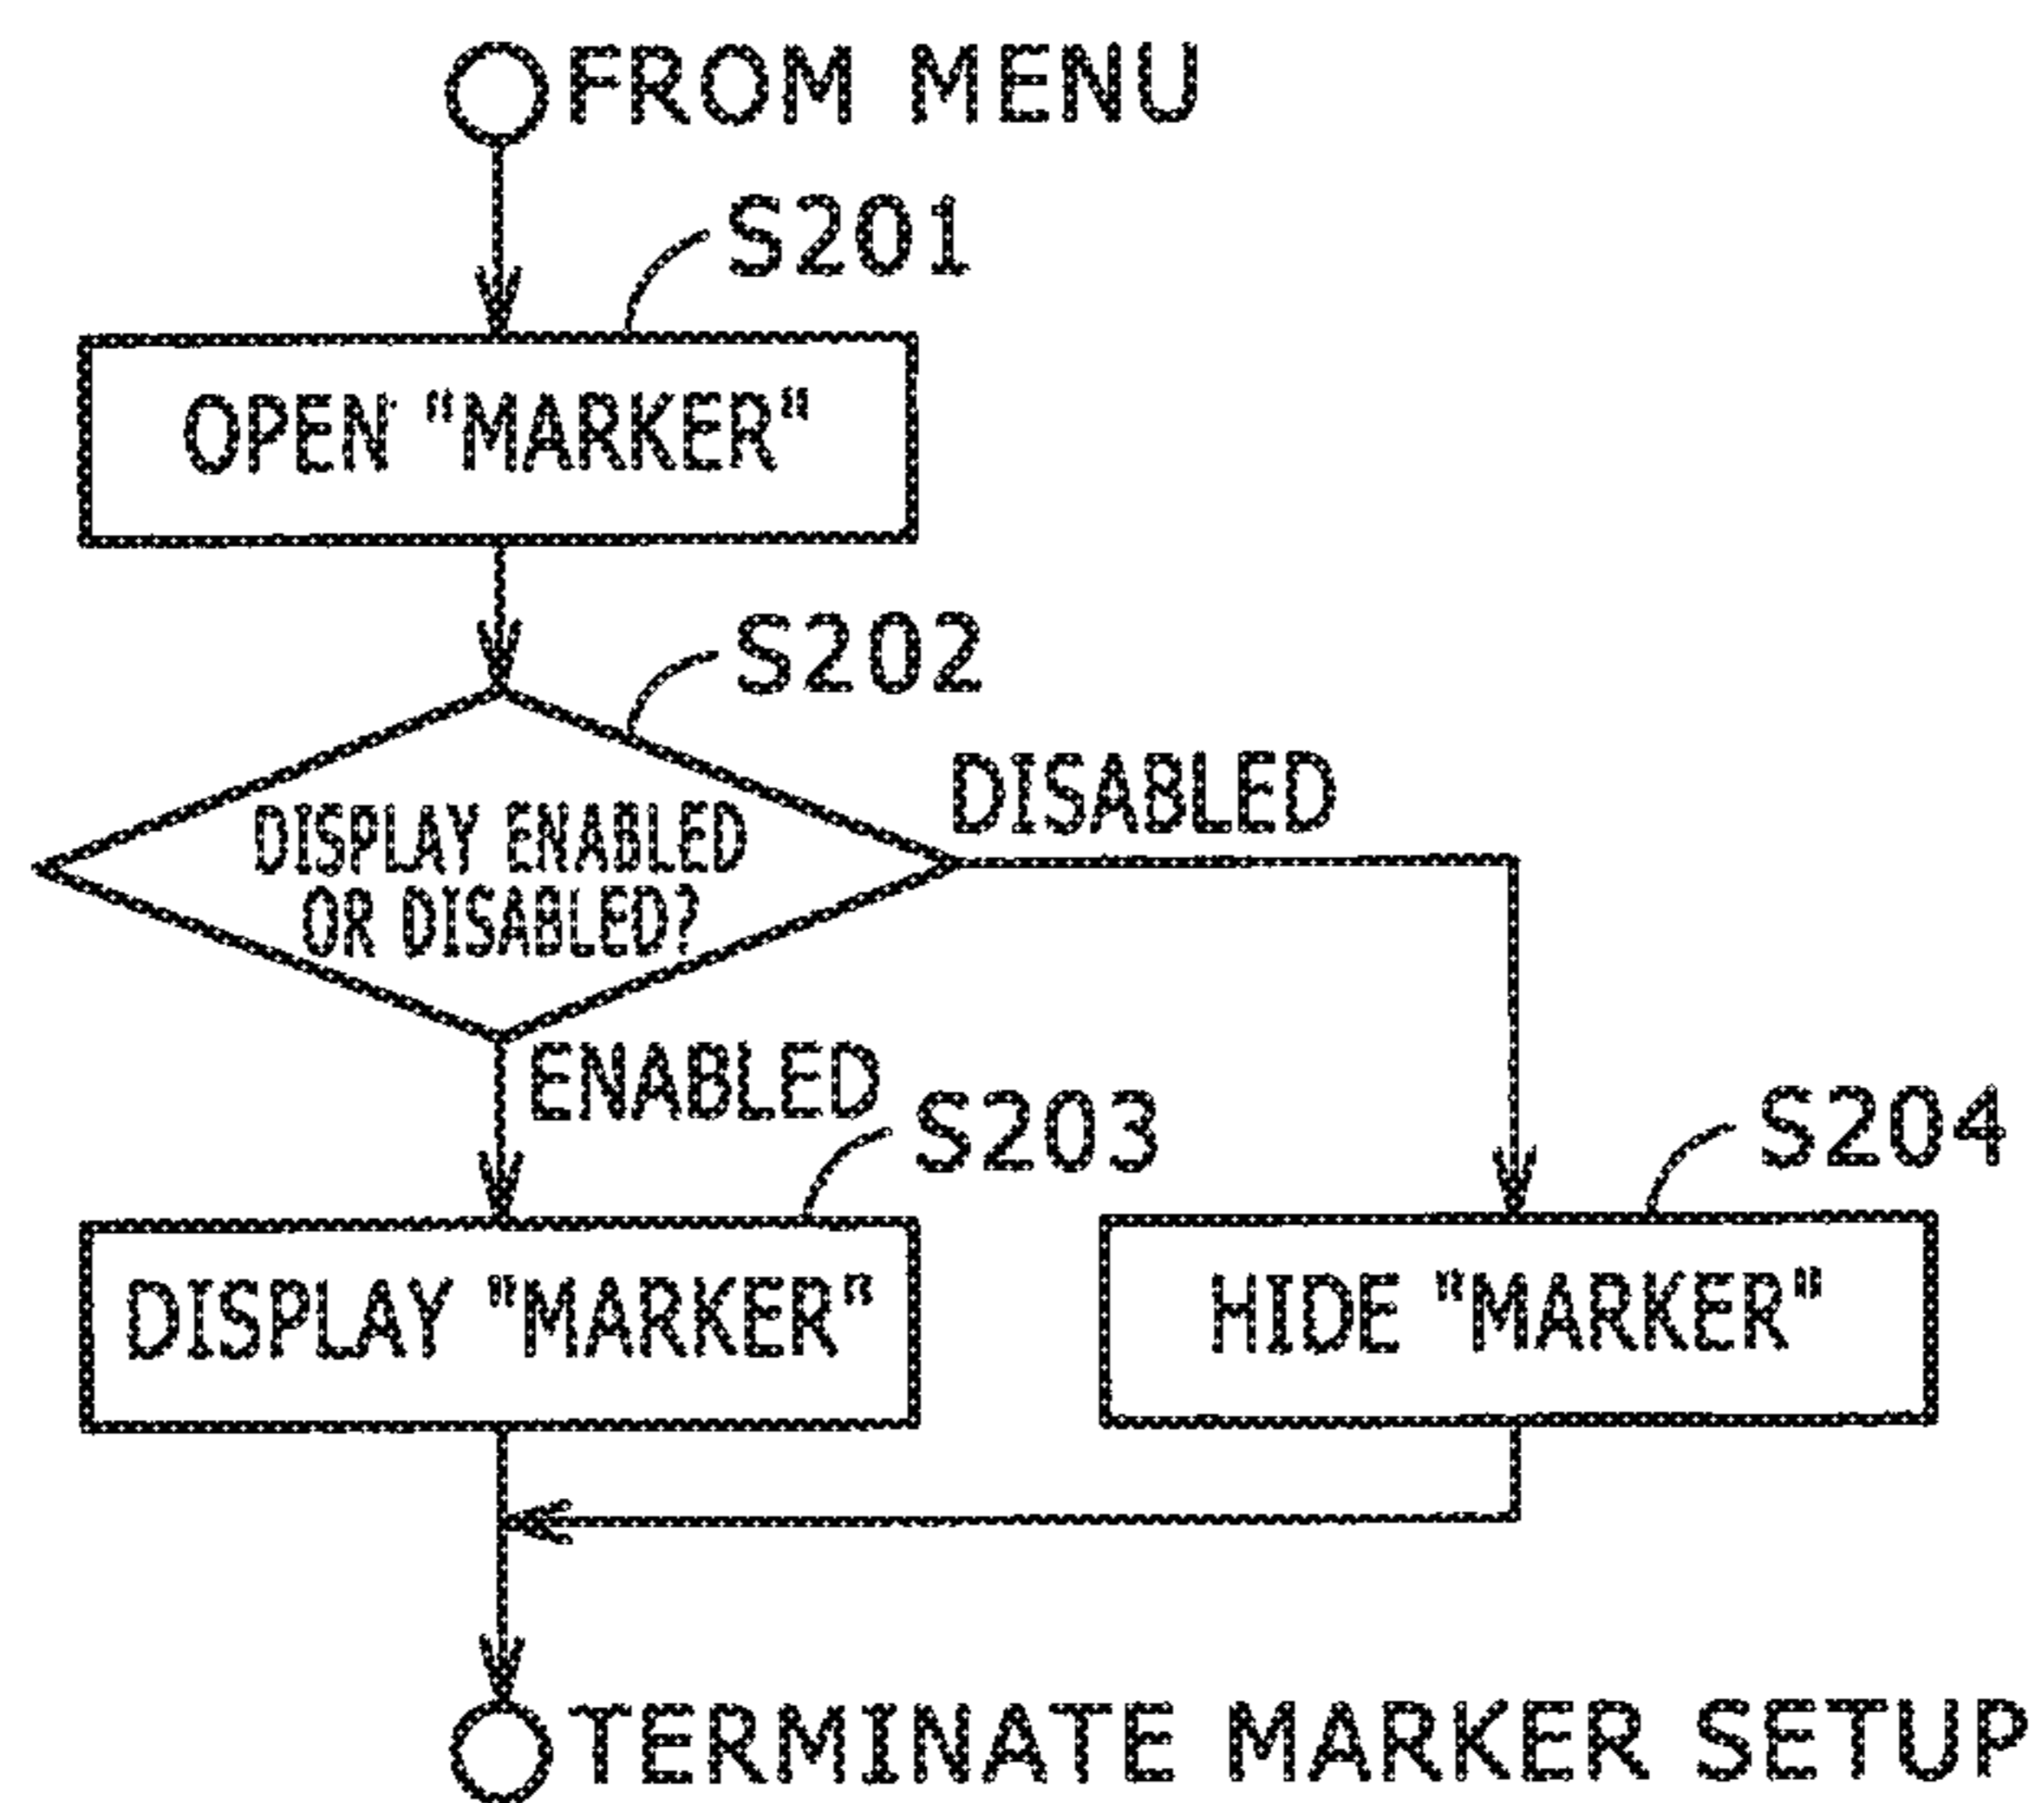 FROM MENU
S201
OPEN "MARKER"
S202
DISPLAY ENABLED
OR DISABLED?
DISABLED
ENABLED
S203
S204
DISPLAY "MARKER"
HIDE "MARKER"
TERMINATE MARKER SETUP